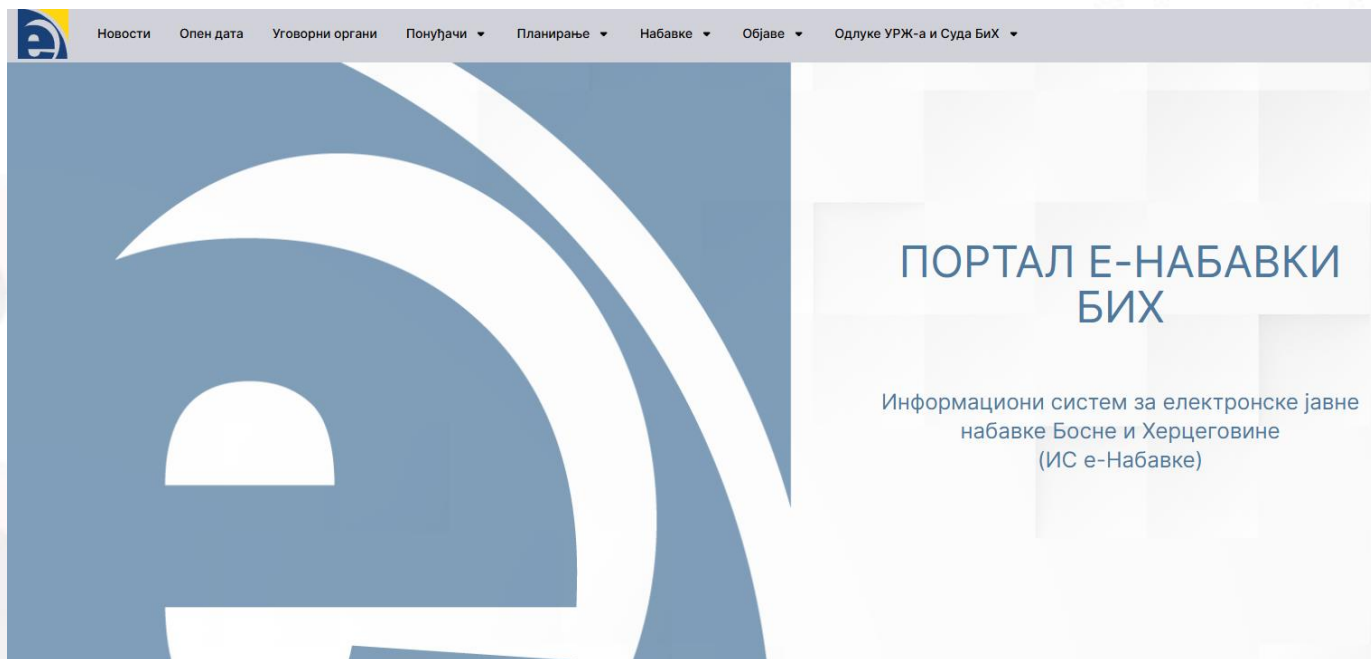 Новости Опен дата Уговорни органи Понуђачи Планирање Набавке Објаве Одлуке УРЖ-а и Суда БиХ
ПОРТАЛ Е-НАБАВКИ
БИХ
Информациони систем за електронске јавне
набавке Босне и Херцеговине
(ИС е-Набавке)